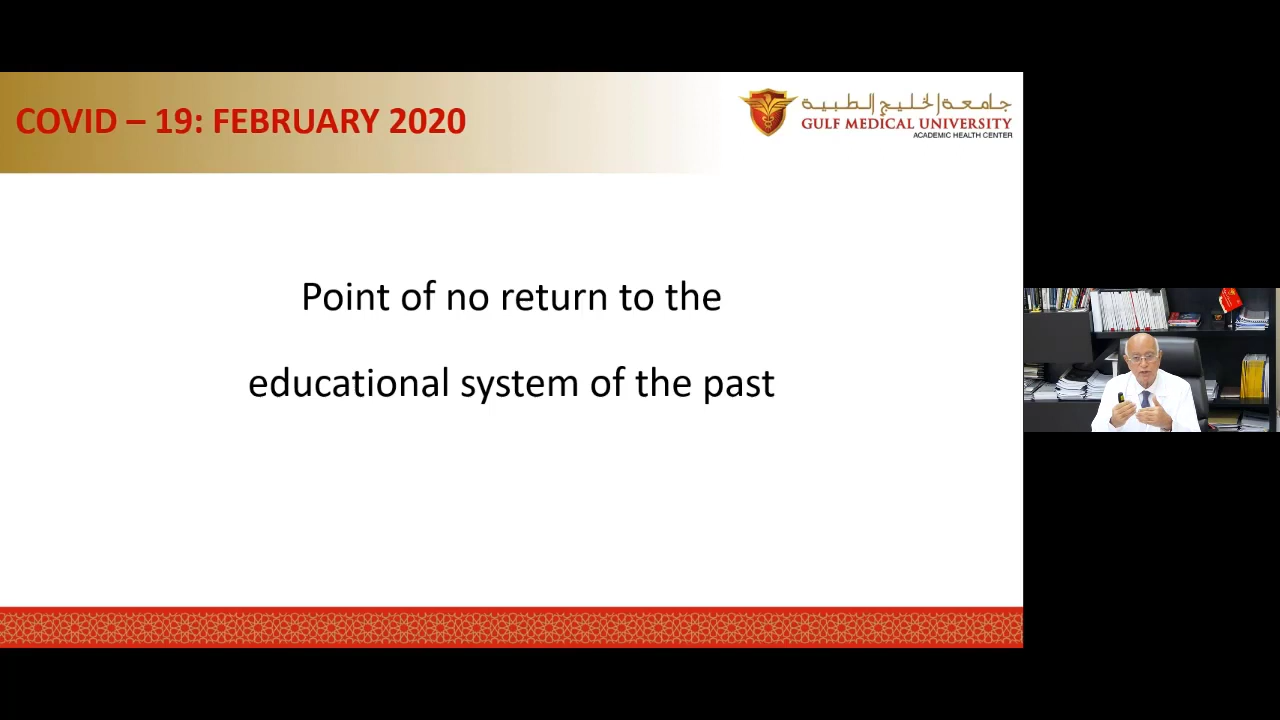 COVID – 19: FEBRUARY 2020
جامعة الخليج الطبية
GULF MEDICAL UNIVERSITY
ACADEMIC HEALTH CENTER
Point of no return to the
educational system of the past